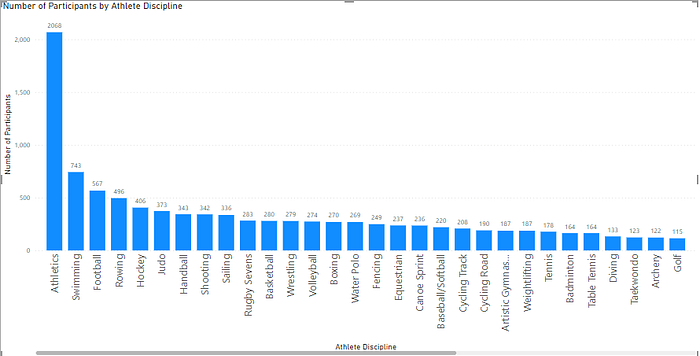 Number of Participants by Athlete Discipline
Number of Participants
2,000
1,500
1,000
500
0
2068
743
567
496
406
373
343
342
336
283
280
279
274
270
269
249
237
236
220
208
190
187
187
178
164
164
133
123
122
115
Athletics
Swimming
Football
Rowing
Hockey
Judo
Handball
Shooting
Sailing
Rugby Sevens
Basketball
Wrestling
Volleyball
Boxing
Water Polo
Fencing
Equestrian
Canoe Sprint
Baseball/Softball
Cycling Track
Cycling Road
Artistic Gymnas...
Weightlifting
Tennis
Badminton
Table Tennis
Diving
Taekwondo
Archery
Golf
Athlete Discipline